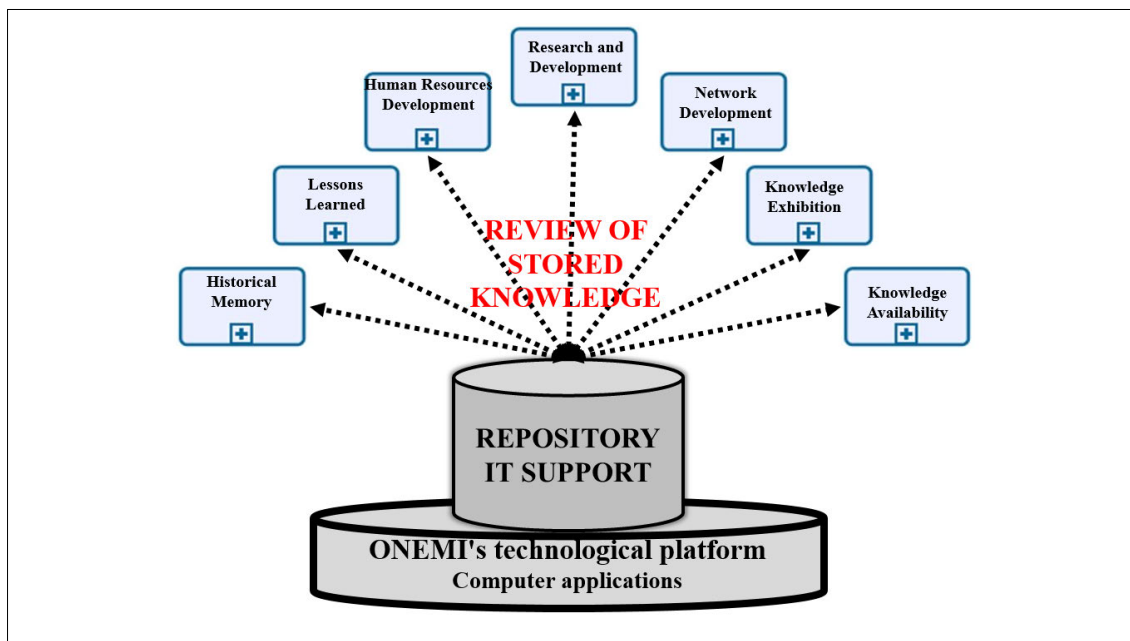 Research and
Development
Human Resources
Development
Network
Development
Lessons
Learned
Knowledge
Exhibition
REVIEW OF
STORED
KNOWLEDGE
Historical
Memory
Knowledge
Availability
REPOSITORY
IT SUPPORT
ONEMI's technological platform
Computer applications